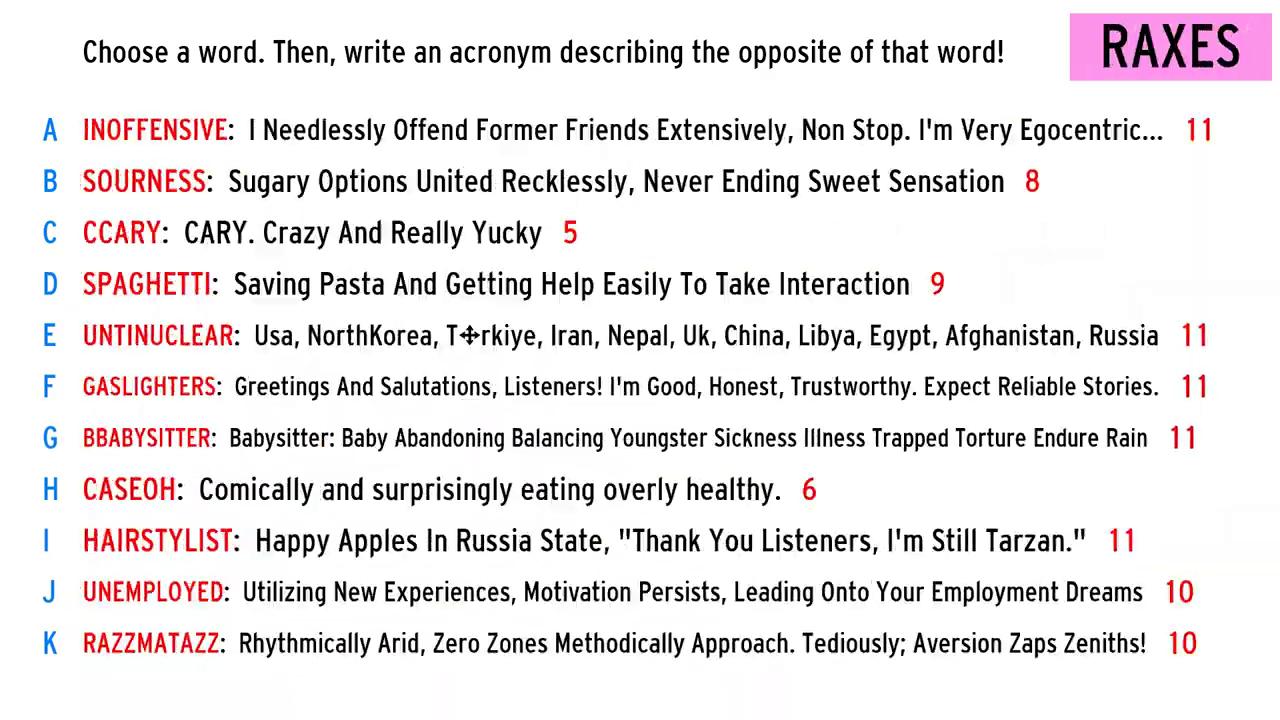 Choose a word. Then, write an acronym describing the opposite of that word!
RAXES
A INOFFENSIVE: I Needlessly Offend Former Friends Extensively, Non Stop. I'm Very Egocentric... 11
B SOURNESS: Sugary Options United Recklessly, Never Ending Sweet Sensation 8
C CCARY: CARY. Crazy And Really Yucky 5
D SPAGHETTI: Saving Pasta And Getting Help Easily To Take Interaction 9
E UNTINUCLEAR: Usa, NorthKorea, T✥rkiye, Iran, Nepal, Uk, China, Libya, Egypt, Afghanistan, Russia 11
F GASLIGHTERS: Greetings And Salutations, Listeners! I'm Good, Honest, Trustworthy. Expect Reliable Stories. 11
G BBABYSITTER: Babysitter: Baby Abandoning Balancing Youngster Sickness Illness Trapped Torture Endure Rain 11
H CASEOH: Comically and surprisingly eating overly healthy. 6
I HAIRSTYLIST: Happy Apples In Russia State, "Thank You Listeners, I'm Still Tarzan." 11
J UNEMPLOYED: Utilizing New Experiences, Motivation Persists, Leading Onto Your Employment Dreams 10
K RAZZMATAZZ: Rhythmically Arid, Zero Zones Methodically Approach. Tediously; Aversion Zaps Zeniths! 10